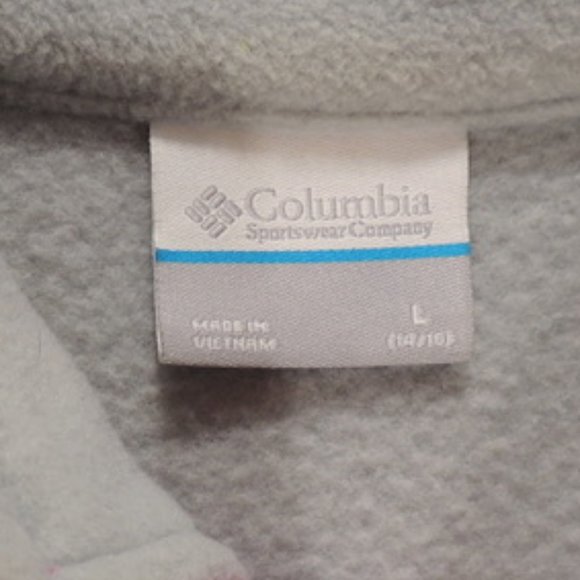 Columbia
Sportswear Company
MADE IN
VIETNAM
L
(14/16)